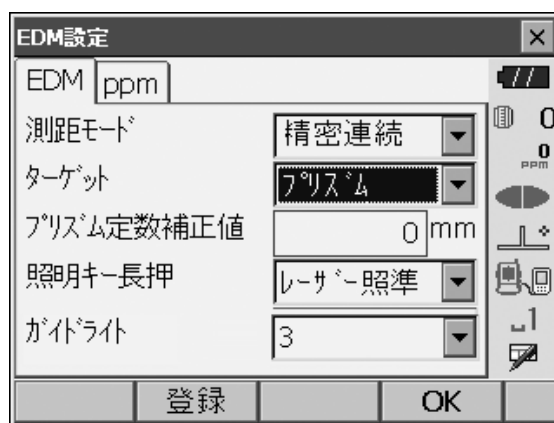 EDM設定
EDM ppm
測距モード 精密連続
ターゲット プリズム
プリズム定数補正値 0 mm
照明キー長押 レーザー照準
ガイドライト 3
0
0
PPM
1
登録 OK